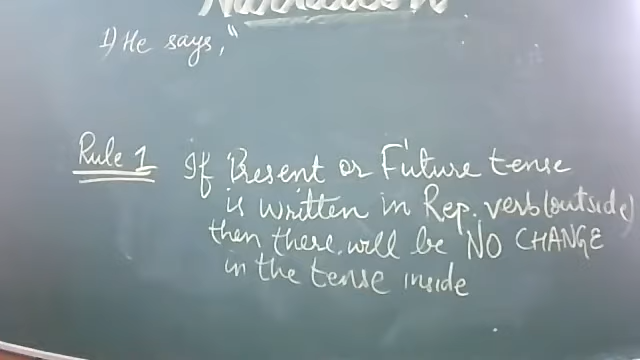 Narration
1) He says, "
Rule 1 If Present or Future tense
is written in Rep. verb (outside)
then there will be NO CHANGE
in the tense inside